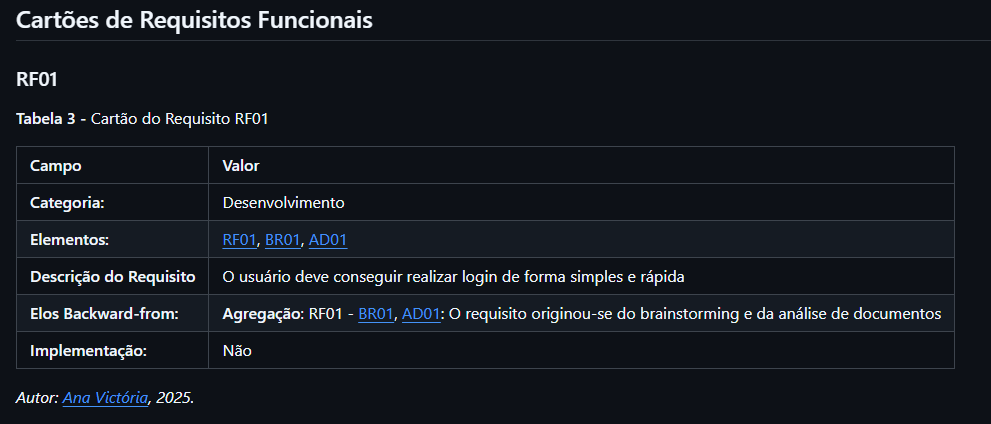 Cartões de Requisitos Funcionais
RF01
Tabela 3 - Cartão do Requisito RF01
Campo Valor
Categoria: Desenvolvimento
Elementos: RF01, BR01, AD01
Descrição do Requisito O usuário deve conseguir realizar login de forma simples e rápida
Elos Backward-from: Agregação: RF01 - BR01, AD01: O requisito originou-se do brainstorming e da análise de documentos
Implementação: Não
Autor: Ana Victória, 2025.